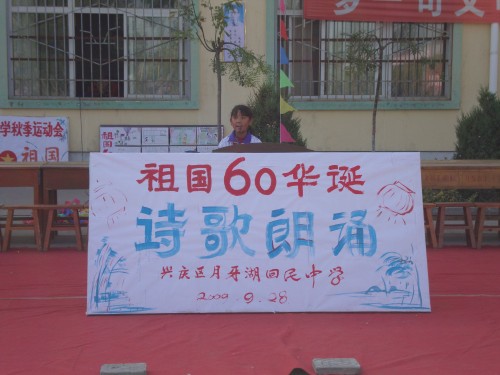 学秋季运动会
祖国
祖国60华诞
诗歌朗诵
兴庆区月牙湖回民中学
2009.9.28